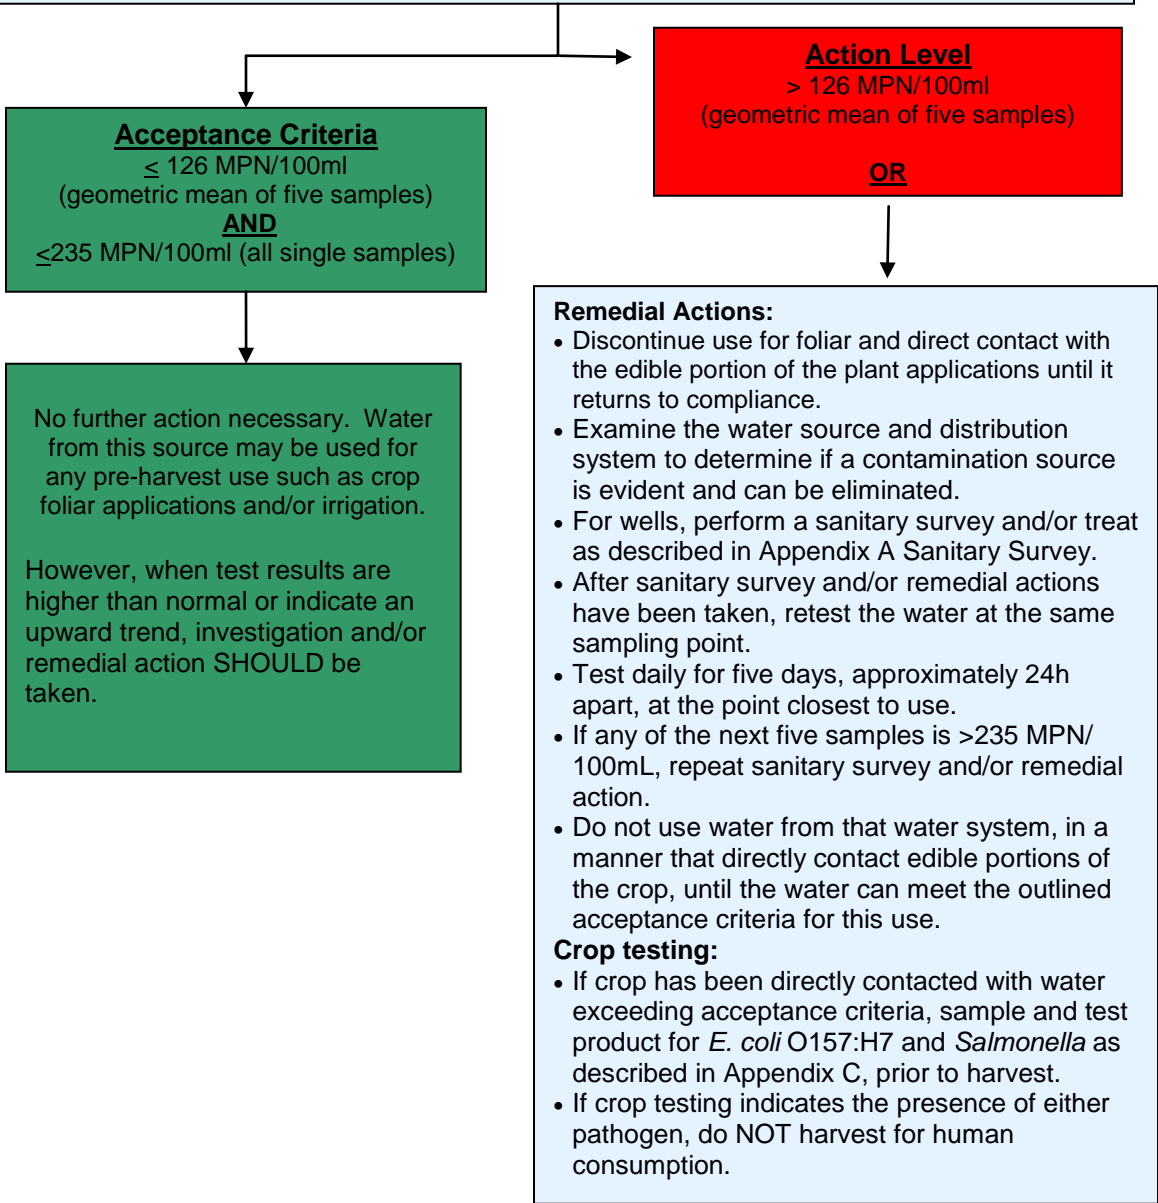 Action Level
> 126 MPN/100ml
(geometric mean of five samples)
OR
Acceptance Criteria
≤ 126 MPN/100ml
(geometric mean of five samples)
AND
≤235 MPN/100ml (all single samples)
No further action necessary. Water
from this source may be used for
any pre-harvest use such as crop
foliar applications and/or irrigation.
However, when test results are
higher than normal or indicate an
upward trend, investigation and/or
remedial action SHOULD be
taken.
Remedial Actions:
• Discontinue use for foliar and direct contact with
the edible portion of the plant applications until it
returns to compliance.
• Examine the water source and distribution
system to determine if a contamination source
is evident and can be eliminated.
• For wells, perform a sanitary survey and/or treat
as described in Appendix A Sanitary Survey.
• After sanitary survey and/or remedial actions
have been taken, retest the water at the same
sampling point.
• Test daily for five days, approximately 24h
apart, at the point closest to use.
• If any of the next five samples is >235 MPN/
100mL, repeat sanitary survey and/or remedial
action.
• Do not use water from that water system, in a
manner that directly contact edible portions of
the crop, until the water can meet the outlined
acceptance criteria for this use.
Crop testing:
• If crop has been directly contacted with water
exceeding acceptance criteria, sample and test
product for E. coli O157:H7 and Salmonella as
described in Appendix C, prior to harvest.
• If crop testing indicates the presence of either
pathogen, do NOT harvest for human
consumption.